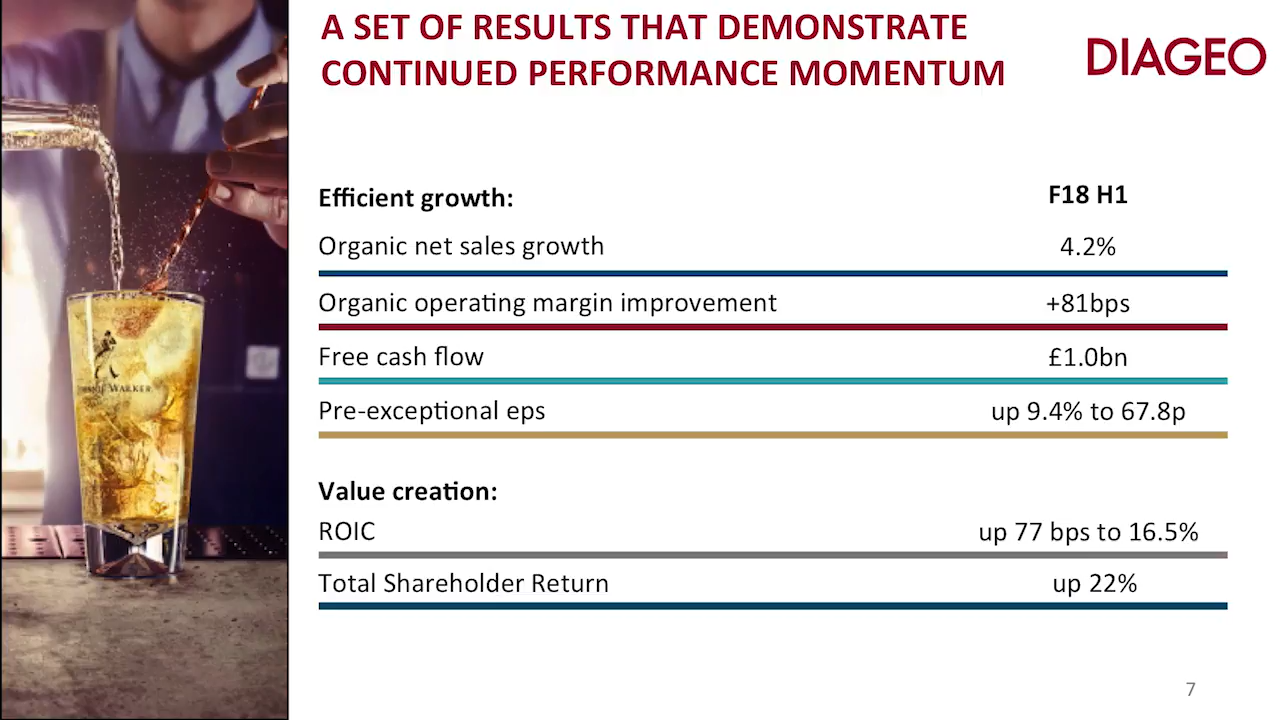 A SET OF RESULTS THAT DEMONSTRATE
CONTINUED PERFORMANCE MOMENTUM
DIAGEO
Efficient growth: F18 H1
Organic net sales growth 4.2%
Organic operating margin improvement +81bps
Free cash flow £1.0bn
Pre-exceptional eps up 9.4% to 67.8p
Value creation:
ROIC up 77 bps to 16.5%
Total Shareholder Return up 22%
WALKER
7